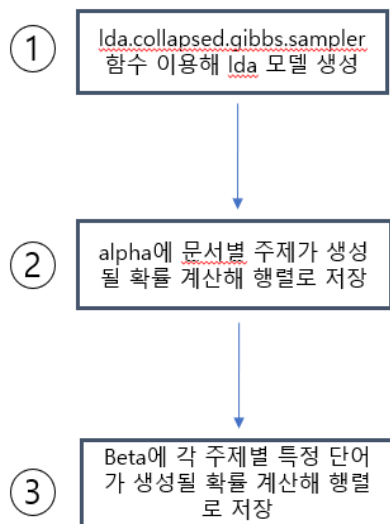 ①
lda.collapsed.gibbs.sampler
함수 이용해 lda 모델 생성
②
alpha에 문서별 주제가 생성
될 확률 계산해 행렬로 저장
③
Beta에 각 주제별 특정 단어
가 생성될 확률 계산해 행렬
로 저장